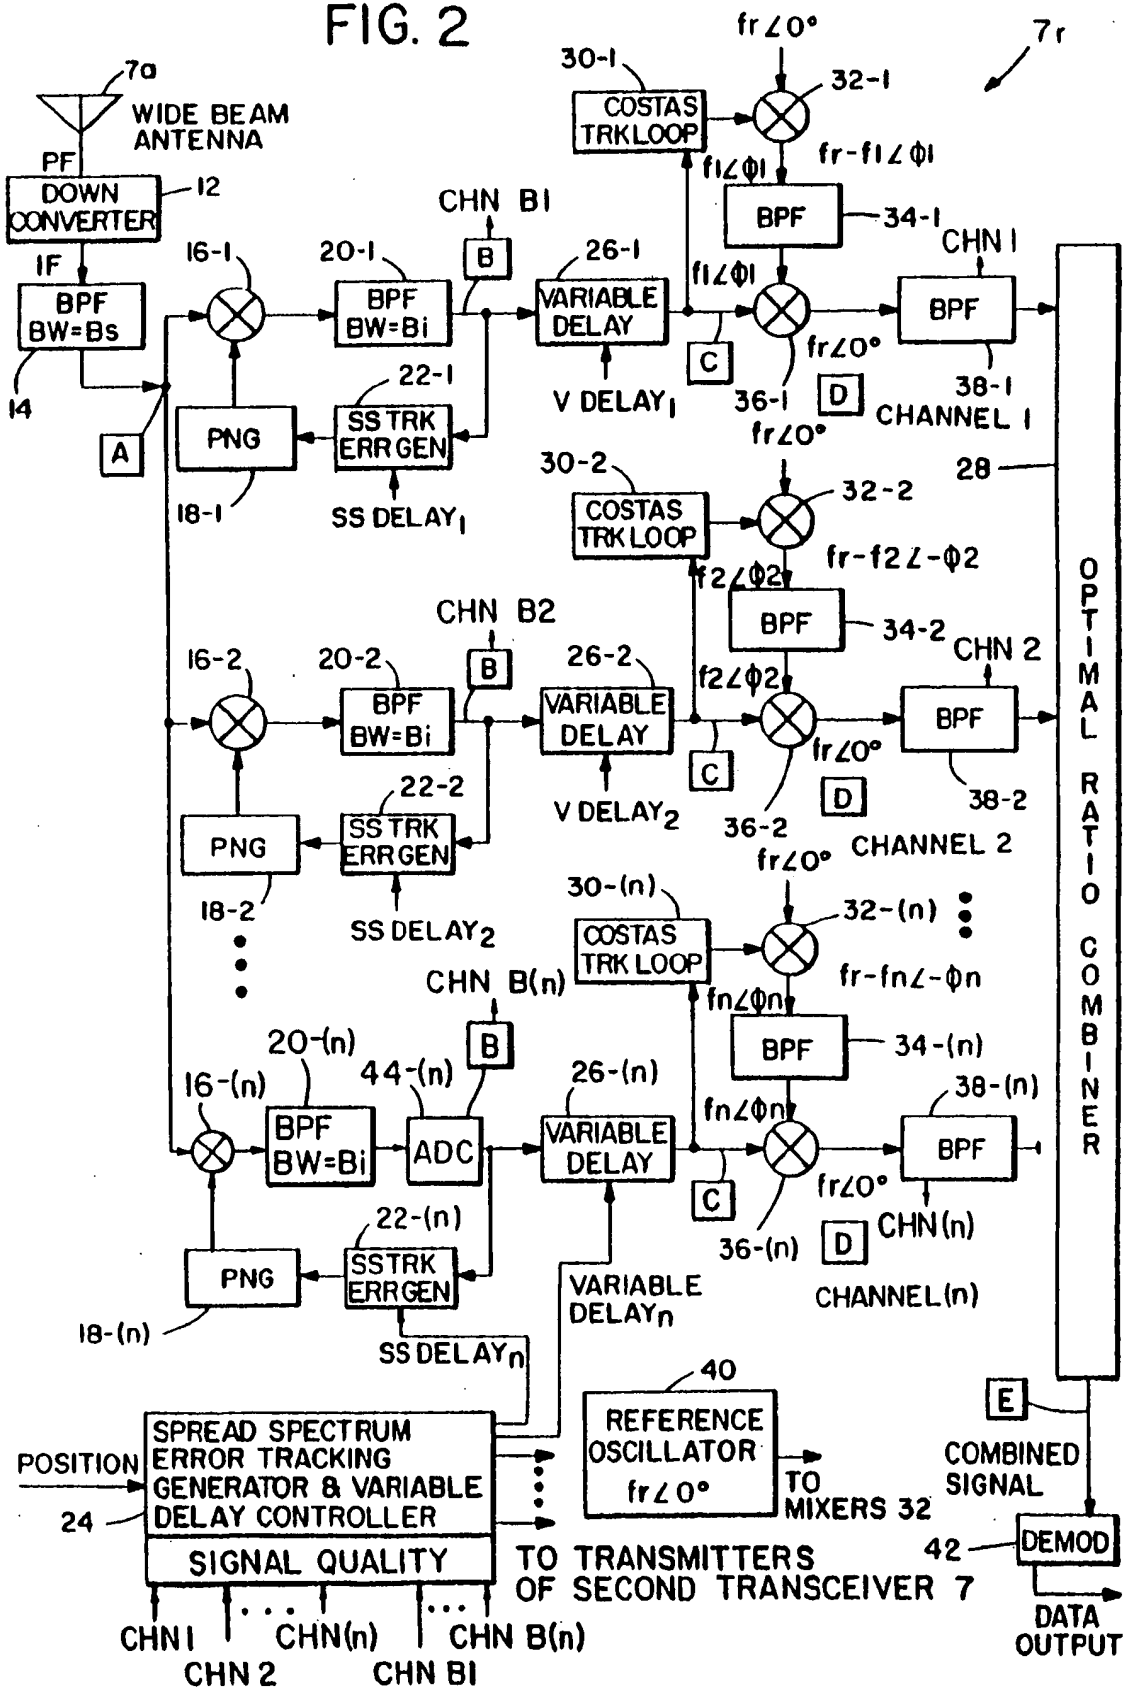 FIG. 2
7a
WIDE BEAM
ANTENNA
PF
DOWN
CONVERTER
12
IF
BPF
BW=Bs
14
A
16-1
20-1
BPF
BW=Bi
CHN B1
B
26-1
VARIABLE
DELAY
V DELAY1
22-1
SS TRK
ERR GEN
PNG
18-1
SS DELAY1
30-1
COSTAS
TRK LOOP
fr∠0°
32-1
7r
fr-f1∠ϕ1
f1∠ϕ1
BPF
34-1
f1∠ϕ1
C
fr∠0°
36-1
D
CHN 1
BPF
38-1
CHANNEL 1
28
OPTIMAL RATIO COMBINER
16-2
20-2
BPF
BW=Bi
CHN B2
B
26-2
VARIABLE
DELAY
V DELAY2
22-2
SS TRK
ERR GEN
PNG
18-2
SS DELAY2
30-2
COSTAS
TRK LOOP
fr∠0°
32-2
fr-f2∠-ϕ2
f2∠ϕ2
BPF
34-2
f2∠ϕ2
C
fr∠0°
36-2
D
CHN 2
BPF
38-2
CHANNEL 2
16-(n)
20-(n)
BPF
BW=Bi
44-(n)
ADC
CHN B(n)
B
26-(n)
VARIABLE
DELAY
VARIABLE
DELAYn
22-(n)
SS TRK
ERR GEN
PNG
18-(n)
SS DELAYn
30-(n)
COSTAS
TRK LOOP
fr∠0°
32-(n)
fr-fn∠-ϕn
fn∠ϕn
BPF
34-(n)
fn∠ϕn
C
fr∠0°
36-(n)
D
38-(n)
BPF
CHN(n)
CHANNEL(n)
POSITION
24
SPREAD SPECTRUM
ERROR TRACKING
GENERATOR & VARIABLE
DELAY CONTROLLER
SIGNAL QUALITY
CHN1
CHN 2
CHN(n)
CHN B1
CHN B(n)
TO TRANSMITTERS
OF SECOND TRANSCEIVER 7
40
REFERENCE
OSCILLATOR
fr∠0°
TO
MIXERS 32
E
COMBINED
SIGNAL
42
DEMOD
DATA
OUTPUT